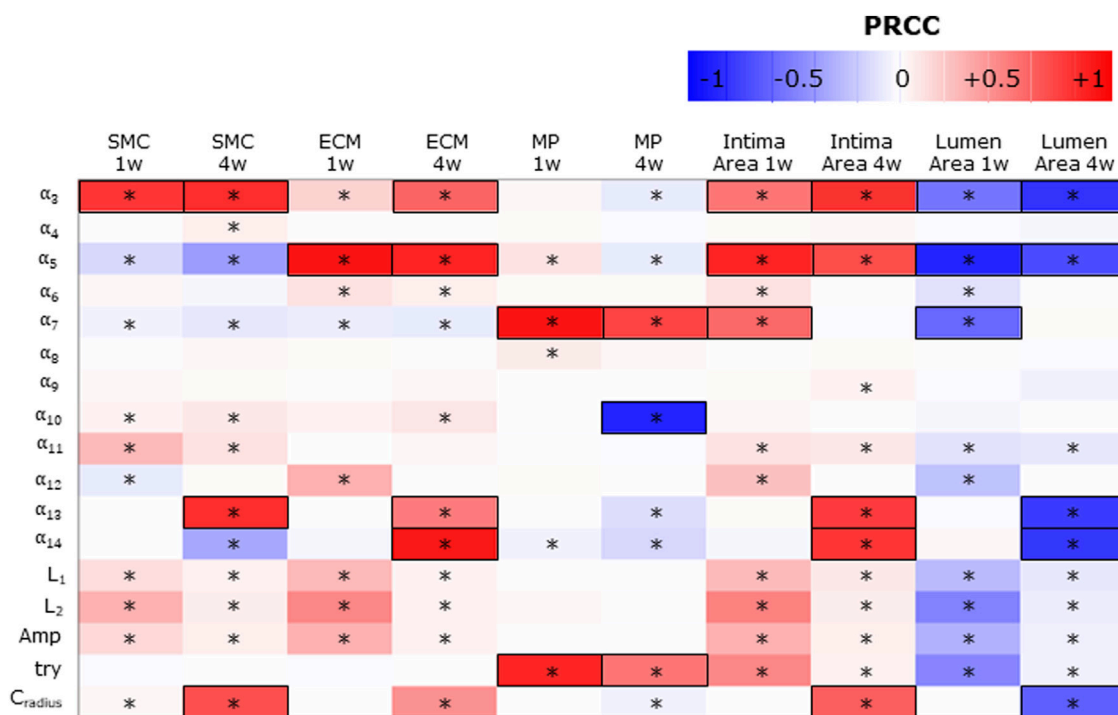 PRCC
-1 -0.5 0 +0.5 +1
SMC SMC ECM ECM MP MP Intima Intima Lumen Lumen
1w 4w 1w 4w 1w 4w Area 1w Area 4w Area 1w Area 4w
α3 * * * * * * * * *
α4 *
α5 * * * * * * * * * *
α6 * * * *
α7 * * * * * * * *
α8 *
α9 *
α10 * * * *
α11 * * * * * *
α12 * * * *
α13 * * * * *
α14 * * * * * *
L1 * * * * * * * *
L2 * * * * * * * *
Amp * * * * * * * *
try * * * * * *
Cradius * * * * * *